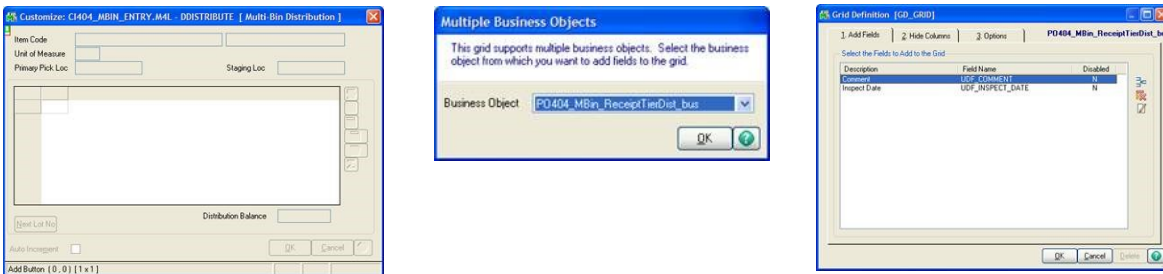 Customize: CI404_MBIN_ENTRY.M4L - DDISTRIBUTE [ Multi-Bin Distribution ]
Item Code
Unit of Measure
Primary Pick Loc
Staging Loc
Next Lot No
Distribution Balance
Auto Increment
OK
Cancel
Add Button ( 0 , 0 ) [ 1 x 1 ]
Multiple Business Objects
This grid supports multiple business objects. Select the business
object from which you want to add fields to the grid.
Business Object
PO404_MBin_ReceiptTierDist_bus
OK
Grid Definition [GD_GRID]
1. Add Fields
2. Hide Columns
3. Options
PO404_MBin_ReceiptTierDist_bu
Select the Fields to Add to the Grid
Description Field Name Disabled
Comment UDF_COMMENT N
Inspect Date UDF_INSPECT_DATE N
OK
Cancel
Delete